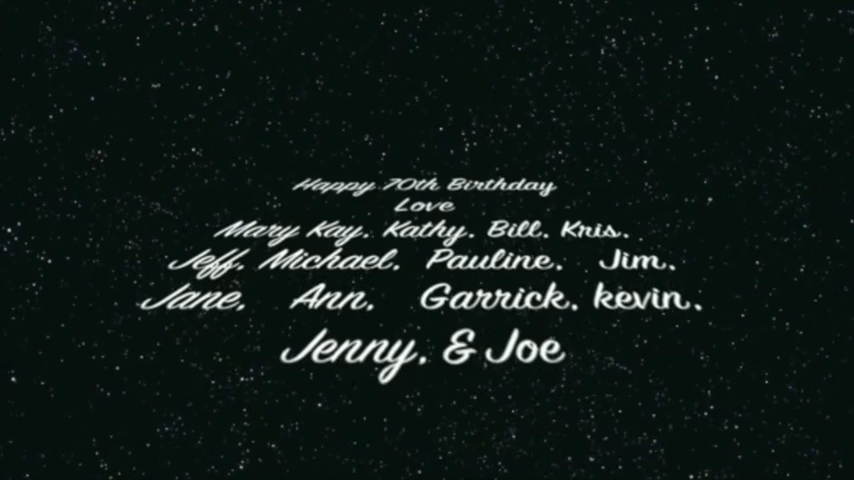 Happy 70th Birthday
Love
Mary Kay, Kathy, Bill, Kris,
Jeff, Michael, Pauline, Jim,
Jane, Ann, Garrick, kevin,
Jenny, & Joe